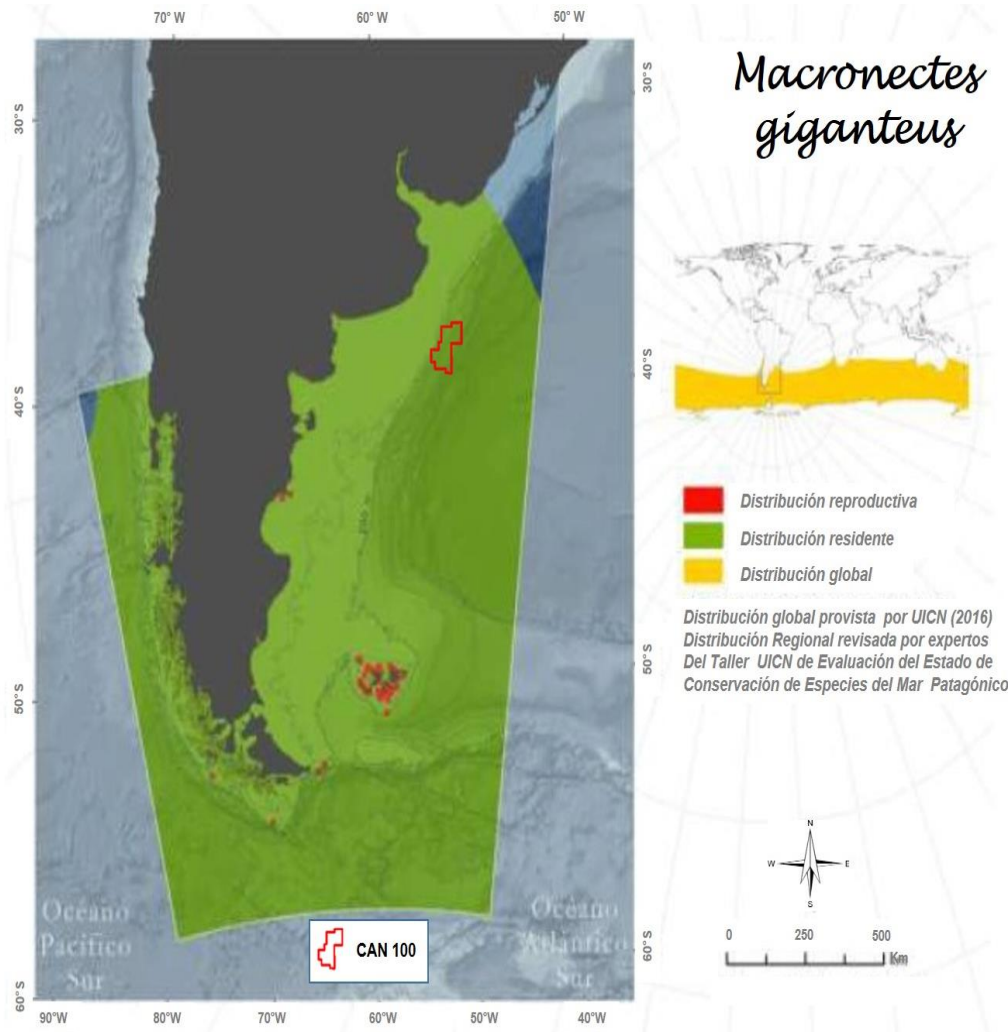 70° W
60° W
50° W
30°S
40°S
50°S
60°S
30°S
40°S
50°S
60°S
Macronectes
giganteus
200
Distribución reproductiva
Distribución residente
Distribución global
Distribución global provista por UICN (2016)
Distribución Regional revisada por expertos
Del Taller UICN de Evaluación del Estado de
Conservación de Especies del Mar Patagónico
N
W
E
S
0
250
500
Km
Océano
Pacífico
Sur
Océano
Atlántico
Sur
CAN 100
90°W
80°W
70°W
60°W
50°W
40°W